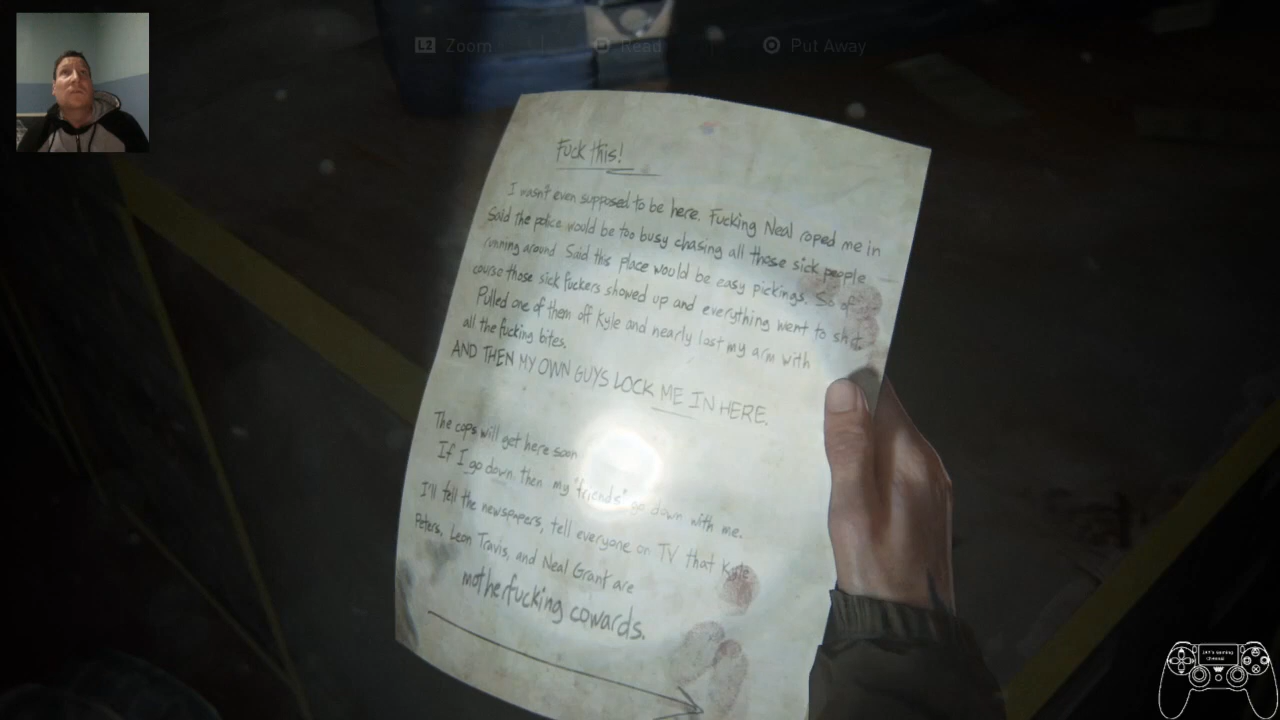 L2 Zoom Read Put Away
Fuck this!
I wasn't even supposed to be here. Fucking Neal roped me in
Said the police would be too busy chasing all those sick people
running around Said this place would be easy pickings. So of
course those sick fuckers showed up and everything went to shit.
Pulled one of them off Kyle and nearly lost my arm with
all the fucking bites.
AND THEN MY OWN GUYS LOCK ME IN HERE.
The cops will get here soon
If I go down then my "friends" go down with me.
I'll tell the newspapers, tell everyone on TV that Kyle
Peters, Leon Travis, and Neal Grant are
motherfucking cowards.